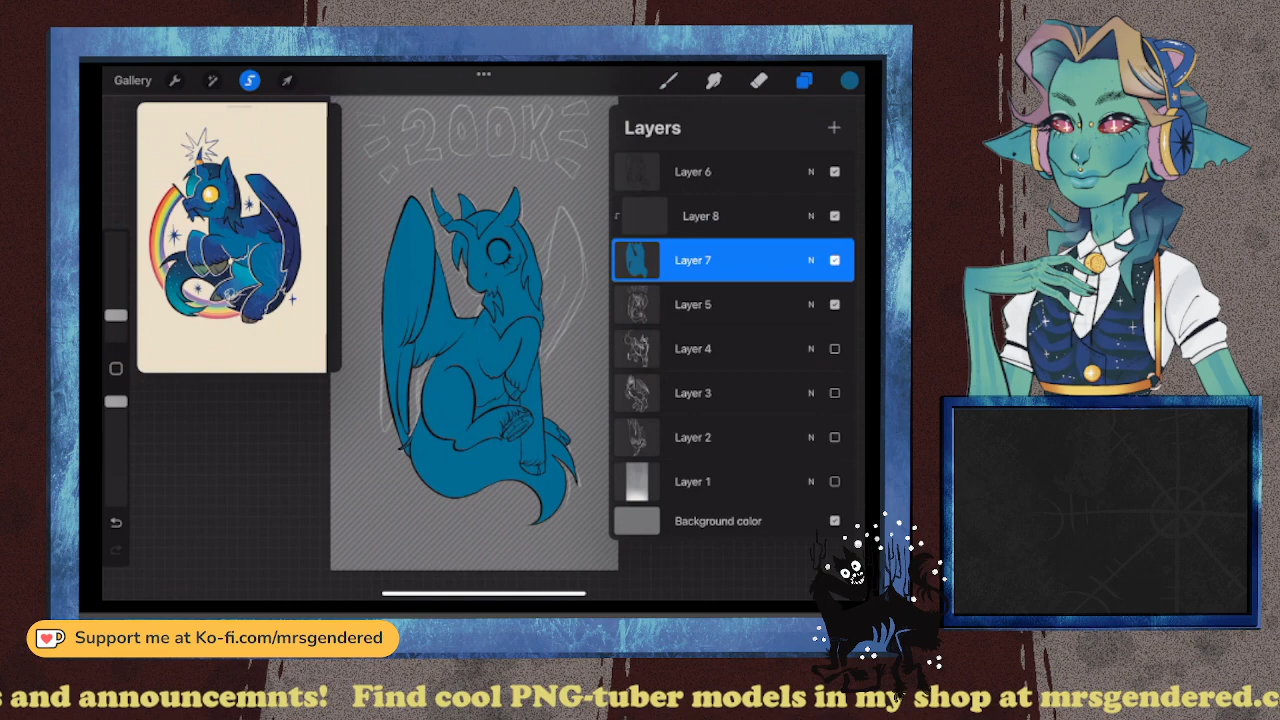 Gallery
200K
Layers
Layer 6 N
Layer 8 N
Layer 7 N
Layer 5 N
Layer 4 N
Layer 3 N
Layer 2 N
Layer 1 N
Background color
Support me at Ko-fi.com/mrsgendered
s and announcemnts! Find cool PNG-tuber models in my shop at mrsgendered.c